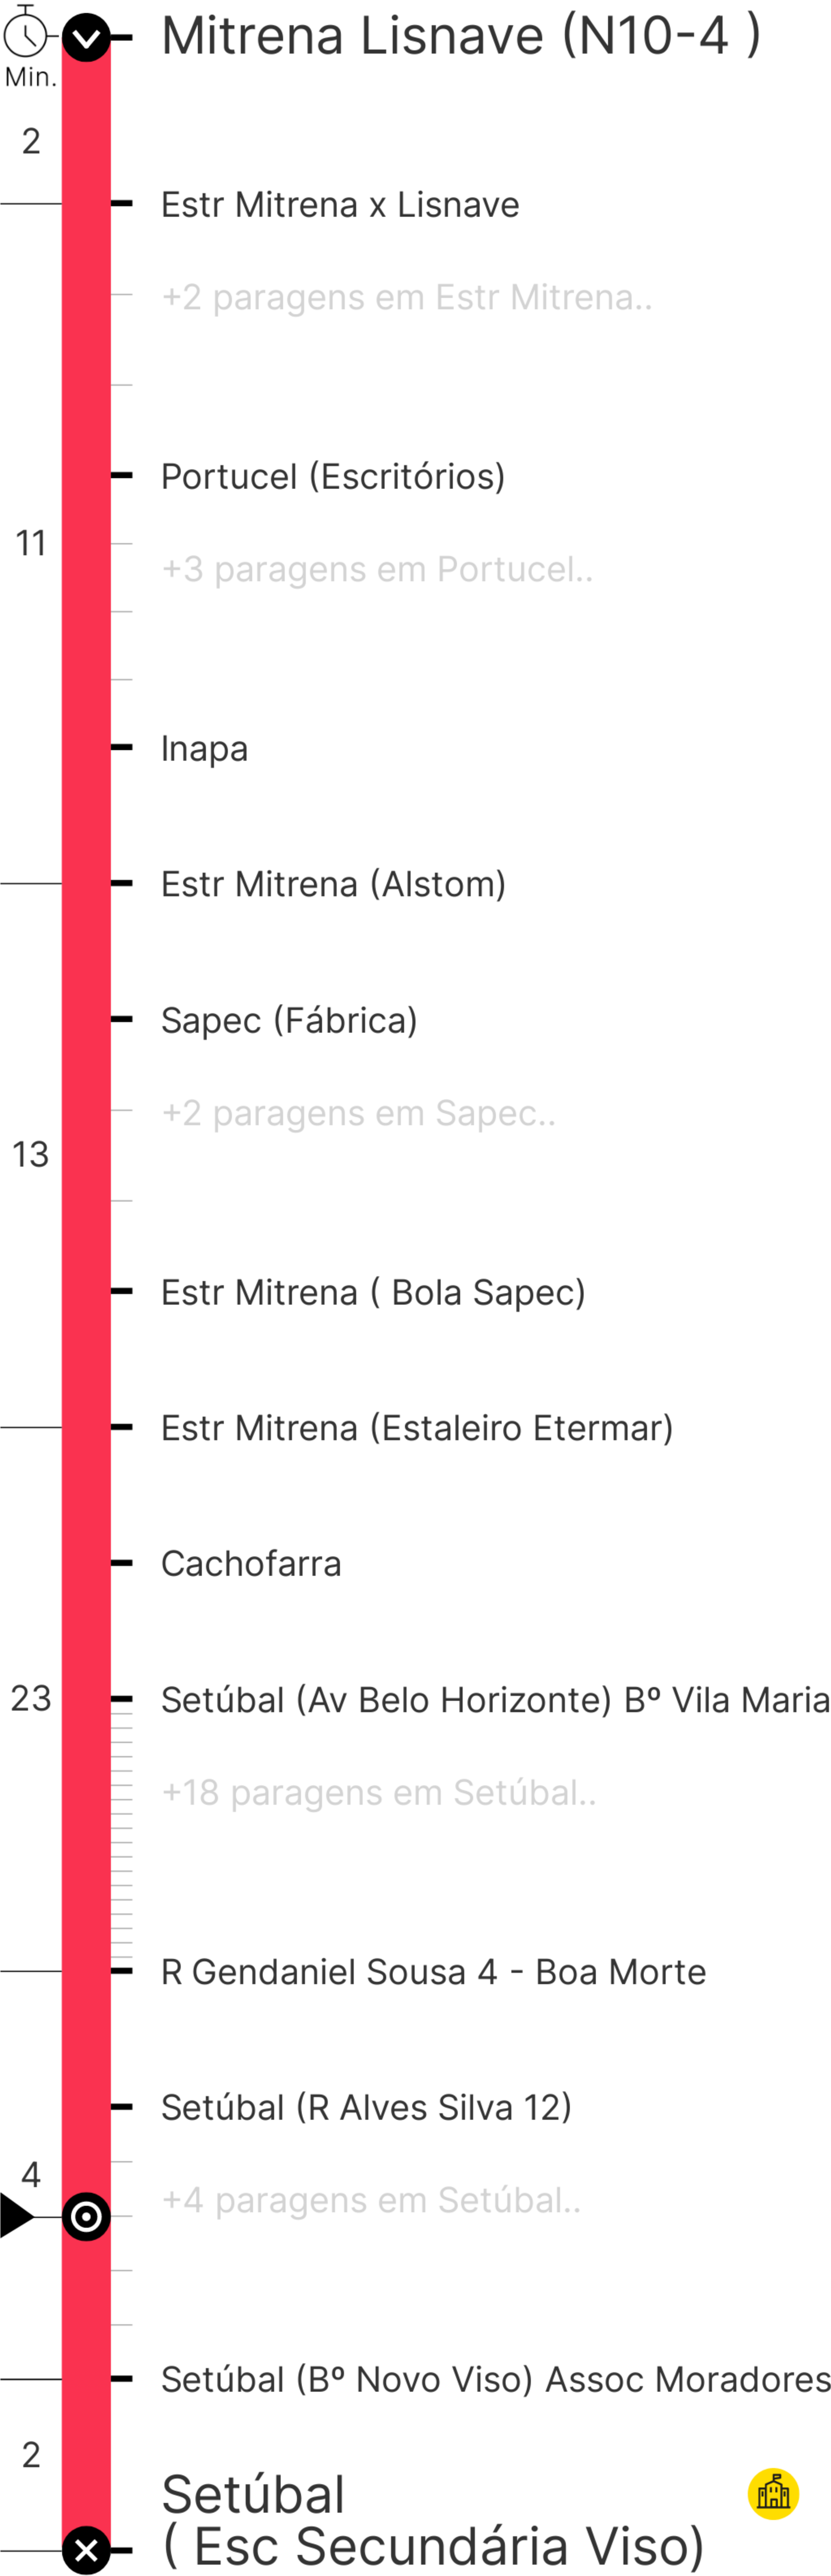 Mitrena Lisnave (N10-4 )
Min.
2
Estr Mitrena x Lisnave
+2 paragens em Estr Mitrena..
Portucel (Escritórios)
11
+3 paragens em Portucel..
Inapa
Estr Mitrena (Alstom)
Sapec (Fábrica)
+2 paragens em Sapec..
13
Estr Mitrena ( Bola Sapec)
Estr Mitrena (Estaleiro Etermar)
Cachofarra
23
Setúbal (Av Belo Horizonte) Bº Vila Maria
+18 paragens em Setúbal..
R Gendaniel Sousa 4 - Boa Morte
Setúbal (R Alves Silva 12)
4
+4 paragens em Setúbal..
Setúbal (Bº Novo Viso) Assoc Moradores
2
Setúbal
( Esc Secundária Viso)